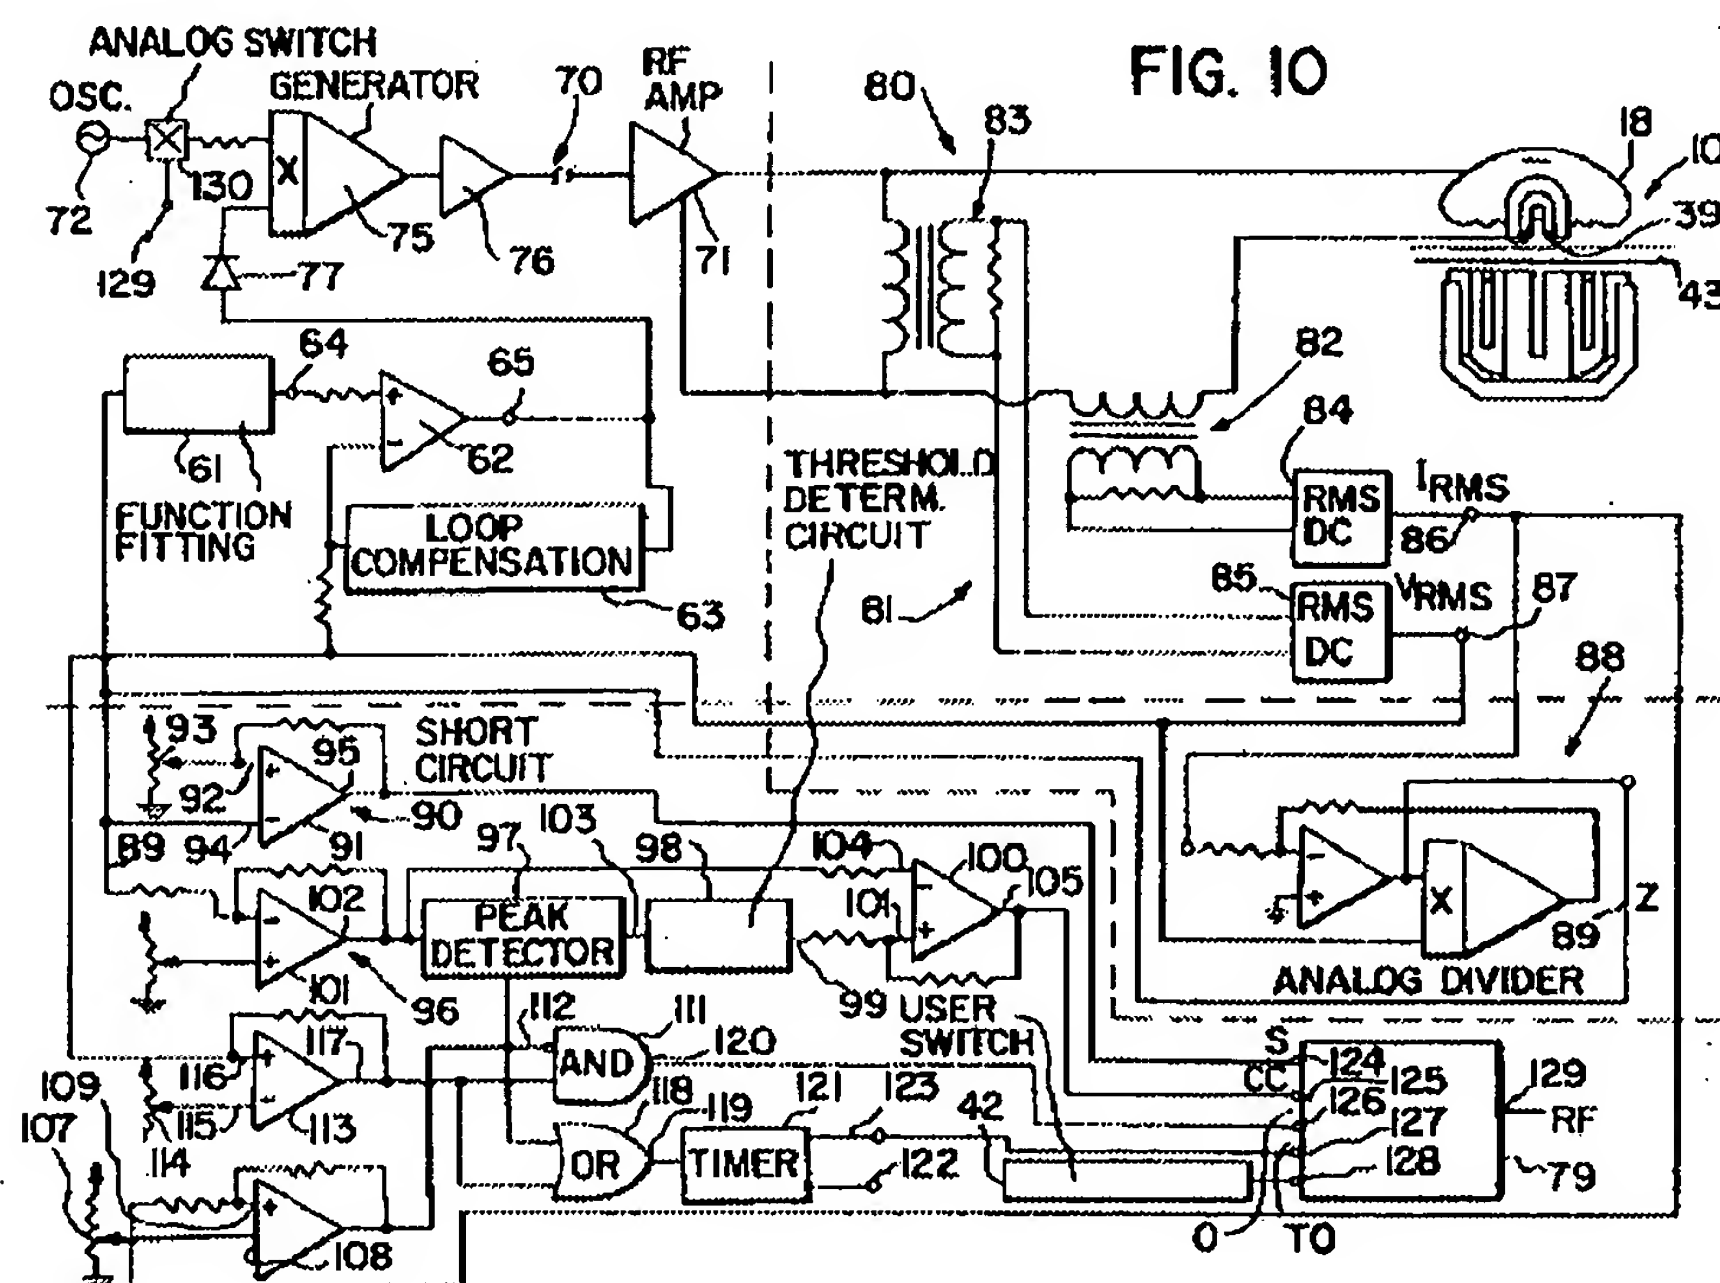 FIG. 10
ANALOG SWITCH
OSC.
GENERATOR
70
RF
AMP
80
83
18
10
72
130
75
76
71
39
129
77
43
64
65
82
84
61
62
FUNCTION
FITTING
LOOP
COMPENSATION
63
THRESHOLD
DETERM.
CIRCUIT
RMS
DC
IRMS
86
81
85
RMS
DC
VRMS
87
88
93
92
95
SHORT
CIRCUIT
90
89
94
91
97
103
98
104
100
105
102
PEAK
DETECTOR
101
X
X
89
Z
101
96
99
USER
SWITCH
ANALOG DIVIDER
112
111
AND
120
117
116
109
107
115
113
114
118
119
OR
121
TIMER
123
122
42
S
CC
124
125
126
127
128
129
RF
79
O
TO
108